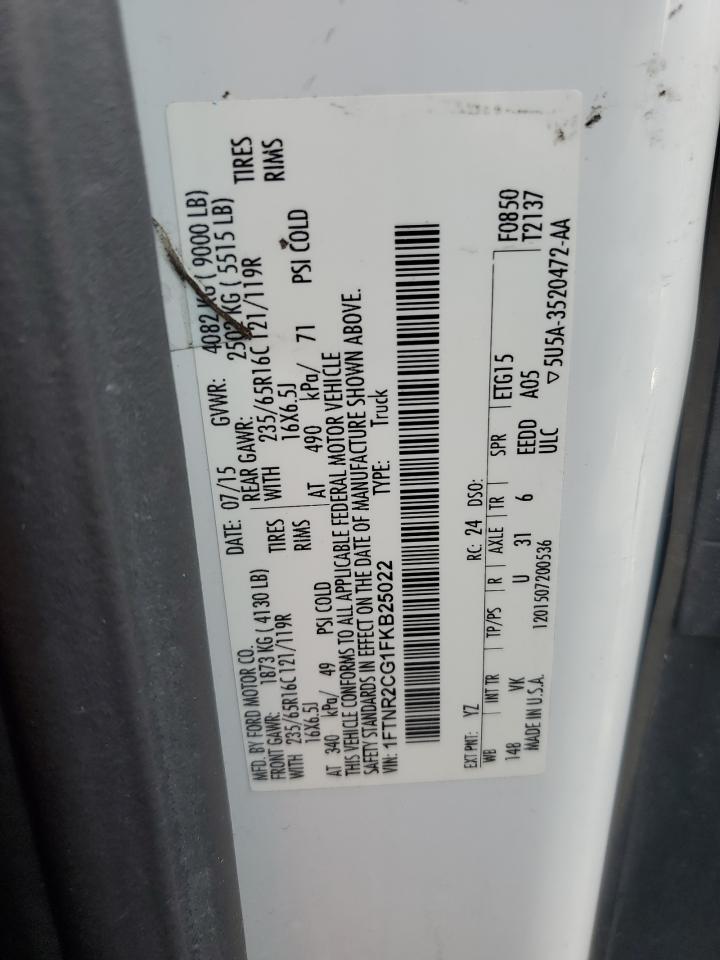 MFD. BY FORD MOTOR CO.
DATE: 07/15 GVWR: 4082 KG ( 9000 LB)
FRONT GAWR: 1873 KG ( 4130 LB)
REAR GAWR: 2502 KG ( 5515 LB)
WITH 235/65R16C 121/119R TIRES
WITH 235/65R16C 121/119R TIRES
16X6.5J RIMS
16X6.5J RIMS
AT 340 kPa/ 49 PSI COLD
AT 490 kPa/ 71 PSI COLD
THIS VEHICLE CONFORMS TO ALL APPLICABLE FEDERAL MOTOR VEHICLE
SAFETY STANDARDS IN EFFECT ON THE DATE OF MANUFACTURE SHOWN ABOVE.
VIN: 1FTNR2CG1FKB25022 TYPE: Truck
EXT PNT: YZ RC: 24 DSO:
WB INT TR TP/PS R AXLE TR SPR ETG15 F0850
14B VK U 31 6 EEDD A05 T2137
MADE IN U.S.A. 1201507200536 ULC ▽5U5A-3520472-AA